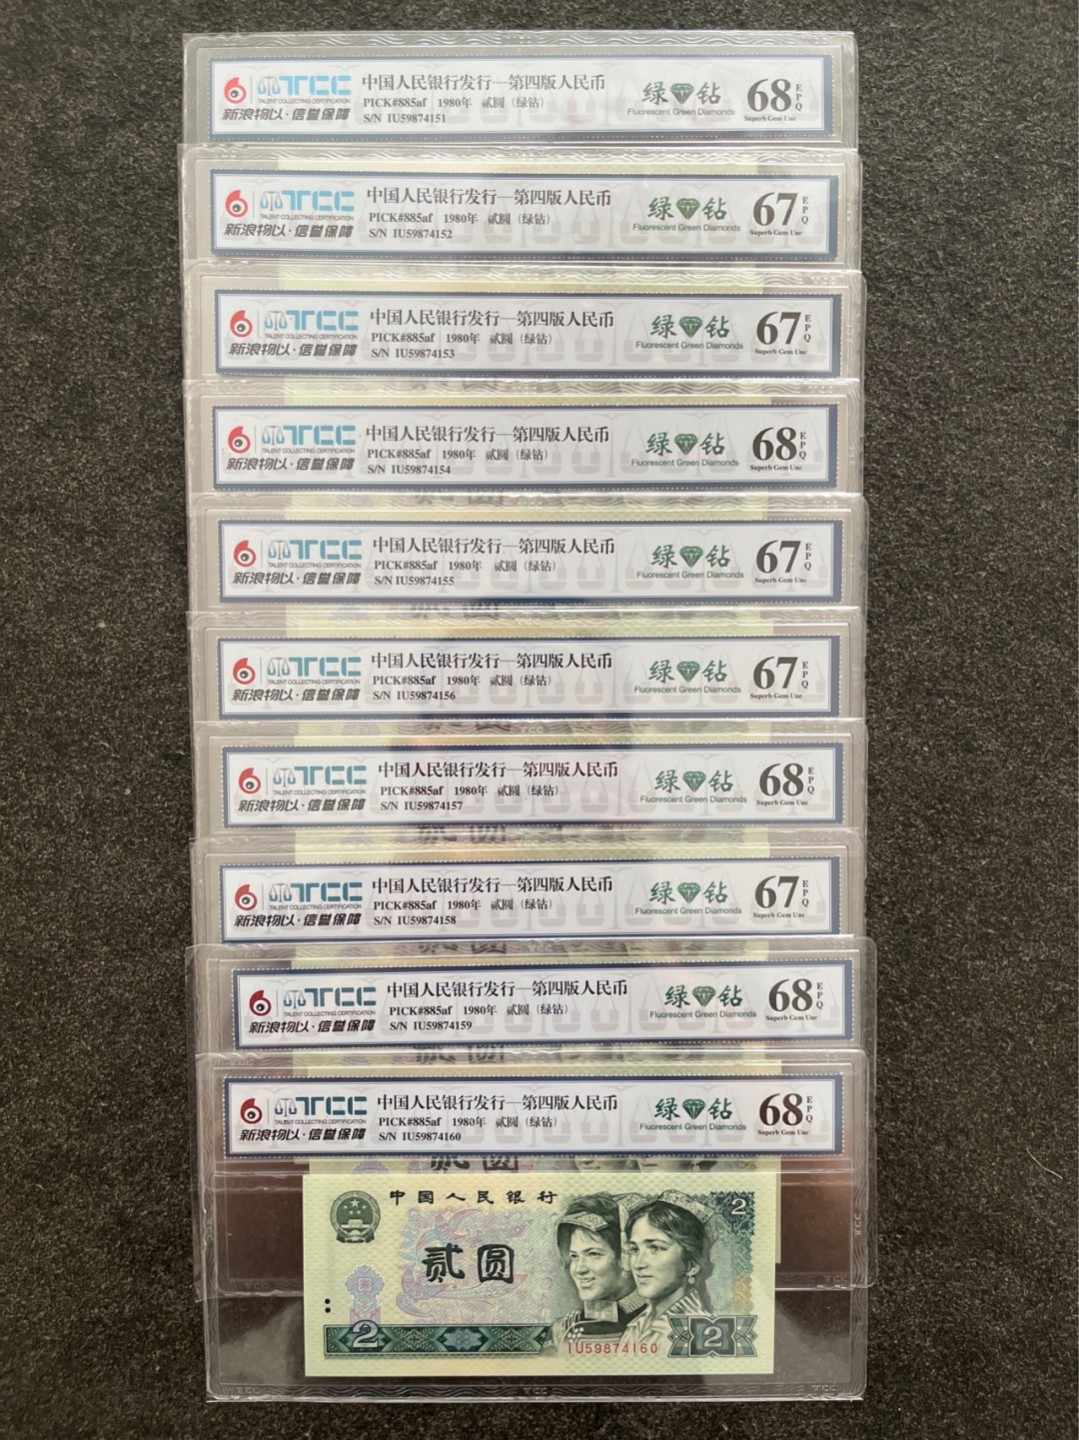 TCC
TALENT COLLECTING CERTIFICATION
新浪物以·信誉保障
中国人民银行发行—第四版人民币
PICK#885af 1980年 贰圆（绿钻）
S/N IU59874151
绿 钻
Fluorescent Green Diamonds
68 EPQ
Superb Gem Unc
TCC
TALENT COLLECTING CERTIFICATION
新浪物以·信誉保障
中国人民银行发行—第四版人民币
PICK#885af 1980年 贰圆（绿钻）
S/N IU59874152
绿 钻
Fluorescent Green Diamonds
67 EPQ
Superb Gem Unc
TCC
TALENT COLLECTING CERTIFICATION
新浪物以·信誉保障
中国人民银行发行—第四版人民币
PICK#885af 1980年 贰圆（绿钻）
S/N IU59874153
绿 钻
Fluorescent Green Diamonds
67 EPQ
Superb Gem Unc
TCC
TALENT COLLECTING CERTIFICATION
新浪物以·信誉保障
中国人民银行发行—第四版人民币
PICK#885af 1980年 贰圆（绿钻）
S/N IU59874154
绿 钻
Fluorescent Green Diamonds
68 EPQ
Superb Gem Unc
TCC
TALENT COLLECTING CERTIFICATION
新浪物以·信誉保障
中国人民银行发行—第四版人民币
PICK#885af 1980年 贰圆（绿钻）
S/N IU59874155
绿 钻
Fluorescent Green Diamonds
67 EPQ
Superb Gem Unc
TCC
TALENT COLLECTING CERTIFICATION
新浪物以·信誉保障
中国人民银行发行—第四版人民币
PICK#885af 1980年 贰圆（绿钻）
S/N IU59874156
绿 钻
Fluorescent Green Diamonds
67 EPQ
Superb Gem Unc
TCC
TALENT COLLECTING CERTIFICATION
新浪物以·信誉保障
中国人民银行发行—第四版人民币
PICK#885af 1980年 贰圆（绿钻）
S/N IU59874157
绿 钻
Fluorescent Green Diamonds
68 EPQ
Superb Gem Unc
TCC
TALENT COLLECTING CERTIFICATION
新浪物以·信誉保障
中国人民银行发行—第四版人民币
PICK#885af 1980年 贰圆（绿钻）
S/N IU59874158
绿 钻
Fluorescent Green Diamonds
67 EPQ
Superb Gem Unc
TCC
TALENT COLLECTING CERTIFICATION
新浪物以·信誉保障
中国人民银行发行—第四版人民币
PICK#885af 1980年 贰圆（绿钻）
S/N IU59874159
绿 钻
Fluorescent Green Diamonds
68 EPQ
Superb Gem Unc
TCC
TALENT COLLECTING CERTIFICATION
新浪物以·信誉保障
中国人民银行发行—第四版人民币
PICK#885af 1980年 贰圆（绿钻）
S/N IU59874160
绿 钻
Fluorescent Green Diamonds
68 EPQ
Superb Gem Unc
贰圆
中国人民银行
2
贰圆
2
2
IU59874160
TCC
TCC
TCC